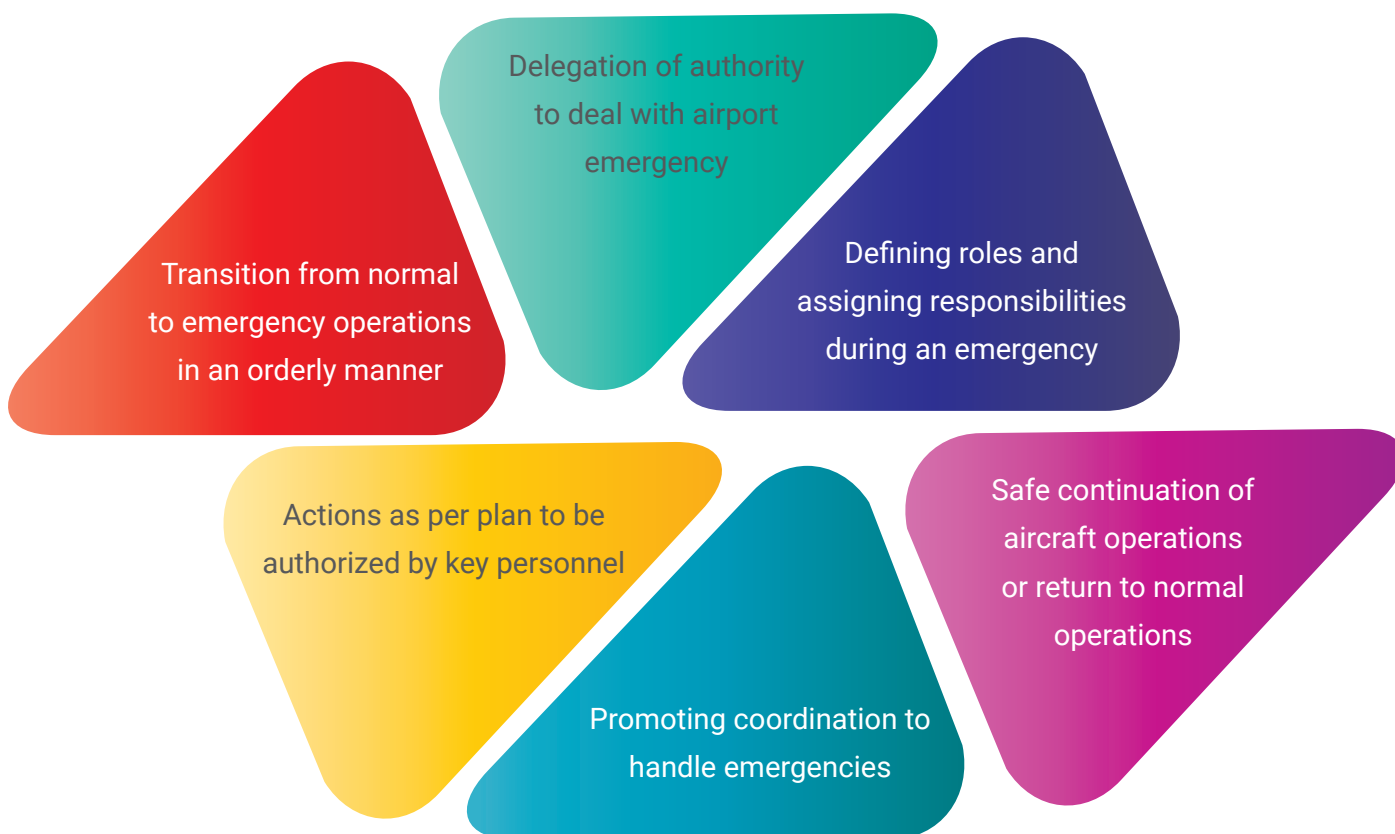 Transition from normal
to emergency operations
in an orderly manner
Delegation of authority
to deal with airport
emergency
Defining roles and
assigning responsibilities
during an emergency
Actions as per plan to be
authorized by key personnel
Promoting coordination to
handle emergencies
Safe continuation of
aircraft operations
or return to normal
operations